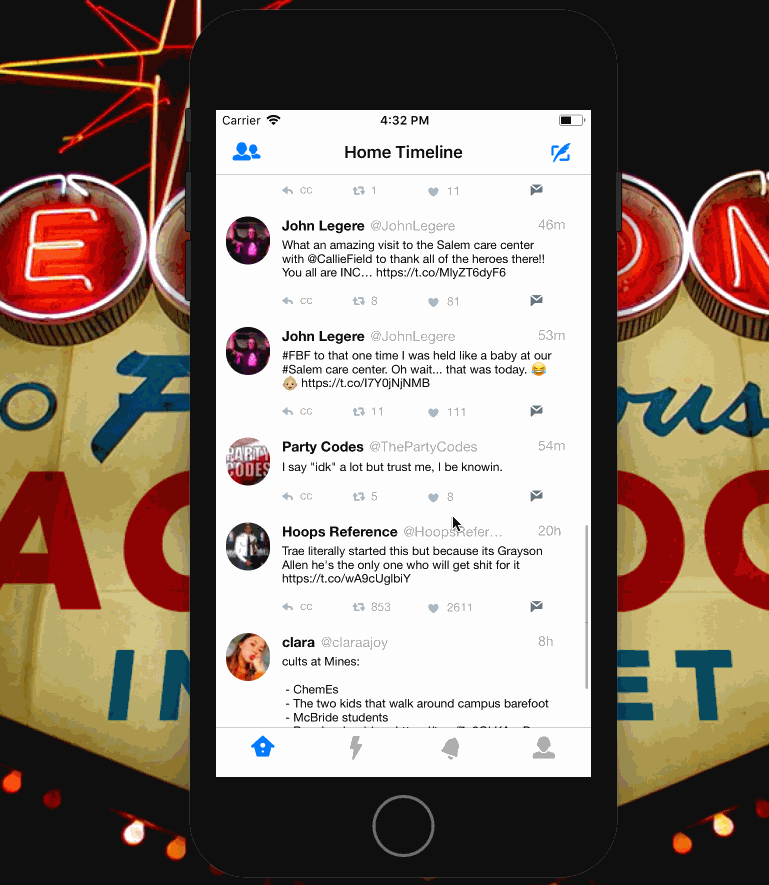 Carrier 4:32 PM
Home Timeline
cc 1 11
John Legere @JohnLegere 46m
What an amazing visit to the Salem care center
with @CallieField to thank all of the heroes there!!
You all are INC… https://t.co/MlyZT6dyF6
cc 8 81
John Legere @JohnLegere 53m
#FBF to that one time I was held like a baby at our
#Salem care center. Oh wait... that was today. 😂
👶🏼 https://t.co/I7Y0jNjNMB
cc 11 111
PARTY
CODES
Party Codes @ThePartyCodes 54m
I say "idk" a lot but trust me, I be knowin.
cc 5 8
Hoops Reference @HoopsRefer… 20h
Trae literally started this but because its Grayson
Allen he's the only one who will get shit for it
https://t.co/wA9cUglbiY
cc 853 2611
clara @claraajoy 8h
cults at Mines:
- ChemEs
- The two kids that walk around campus barefoot
- McBride students
E